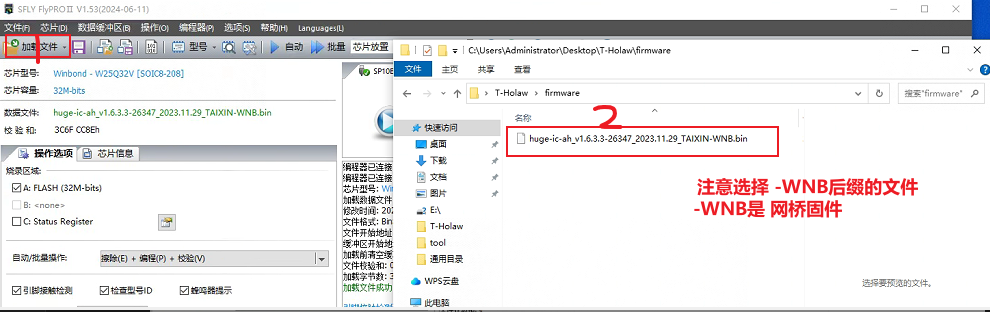 SFLY FlyPRO II V1.53(2024-06-11)
文件(F) 芯片(D) 数据缓冲区(B) 操作(O) 编程器(P) 选项(S) 帮助(H) Languages(L)
加载文件 型号 自动 批量 芯片放置
1
芯片型号: Winbond - W25Q32V [SOIC8-208]
芯片容量: 32M-bits
数据文件: huge-ic-ah_v1.6.3.3-26347_2023.11.29_TAIXIN-WNB.bin
校 验 和: 3C6F CC8Eh
操作选项 芯片信息
烧录区域:
A: FLASH (32M-bits)
B: <none>
C: Status Register
自动/批量操作: 擦除(E) + 编程(P) + 校验(V)
引脚接触检测 检查型号ID 蜂鸣器提示
SP10E
编程器已连接
编程器已连接
芯片型号: Win
加载数据文件
修改时间: 202
文件格式: Bin
文件开始地址
缓冲区开始地
加载前清空缓
文件校验和: 0
加载字节数: 3
加载文件成功
C:\Users\Administrator\Desktop\T-Holaw\firmware
文件 主页 共享 查看
T-Holaw firmware
搜索"firmware"
快速访问
桌面
下载
文档
图片
E:\
T-Holaw
tool
通用目录
WPS云盘
此电脑
名称
2
huge-ic-ah_v1.6.3.3-26347_2023.11.29_TAIXIN-WNB.bin
注意选择 -WNB后缀的文件
-WNB是 网桥固件
选择要预览的文件。